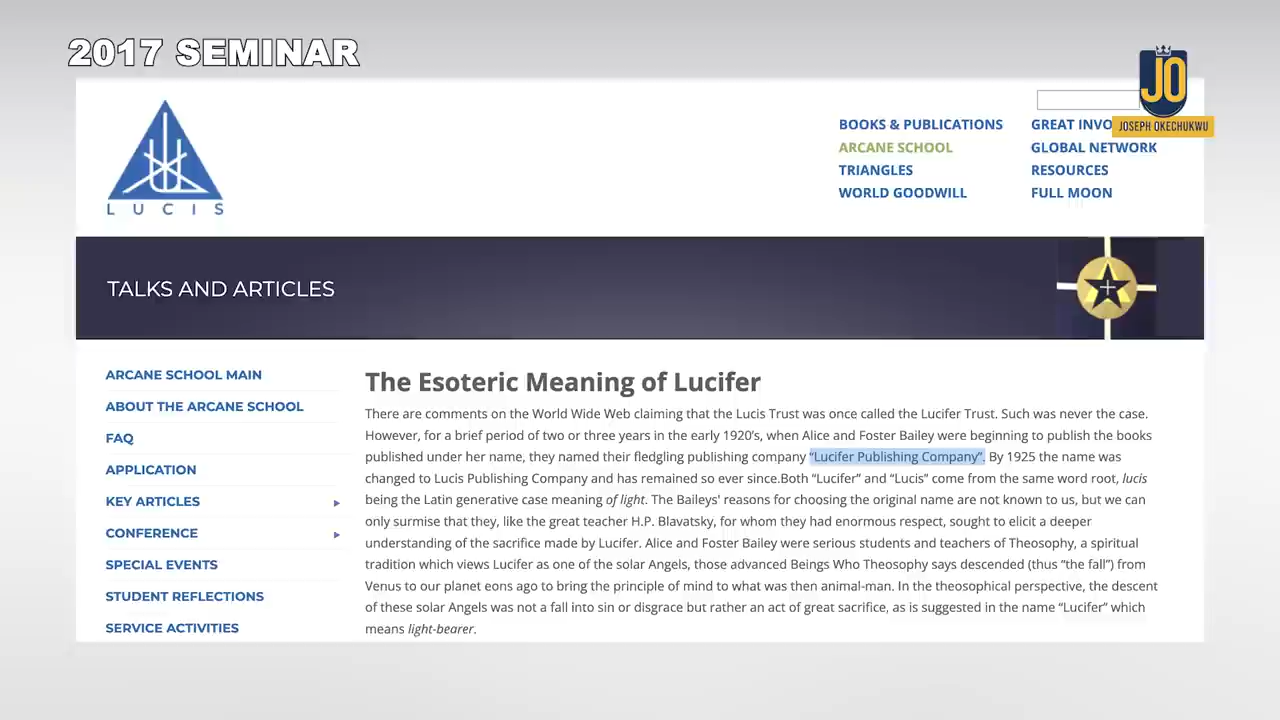 2017 SEMINAR
JO
JOSEPH OKECHUKWU
LUCIS
BOOKS & PUBLICATIONS
ARCANE SCHOOL
TRIANGLES
WORLD GOODWILL
GREAT INVO
GLOBAL NETWORK
RESOURCES
FULL MOON
TALKS AND ARTICLES
ARCANE SCHOOL MAIN
ABOUT THE ARCANE SCHOOL
FAQ
APPLICATION
KEY ARTICLES
CONFERENCE
SPECIAL EVENTS
STUDENT REFLECTIONS
SERVICE ACTIVITIES
The Esoteric Meaning of Lucifer
There are comments on the World Wide Web claiming that the Lucis Trust was once called the Lucifer Trust. Such was never the case.
However, for a brief period of two or three years in the early 1920's, when Alice and Foster Bailey were beginning to publish the books
published under her name, they named their fledgling publishing company “Lucifer Publishing Company”. By 1925 the name was
changed to Lucis Publishing Company and has remained so ever since.Both “Lucifer” and “Lucis” come from the same word root, lucis
being the Latin generative case meaning of light. The Baileys' reasons for choosing the original name are not known to us, but we can
only surmise that they, like the great teacher H.P. Blavatsky, for whom they had enormous respect, sought to elicit a deeper
understanding of the sacrifice made by Lucifer. Alice and Foster Bailey were serious students and teachers of Theosophy, a spiritual
tradition which views Lucifer as one of the solar Angels, those advanced Beings Who Theosophy says descended (thus “the fall”) from
Venus to our planet eons ago to bring the principle of mind to what was then animal-man. In the theosophical perspective, the descent
of these solar Angels was not a fall into sin or disgrace but rather an act of great sacrifice, as is suggested in the name “Lucifer” which
means light-bearer.